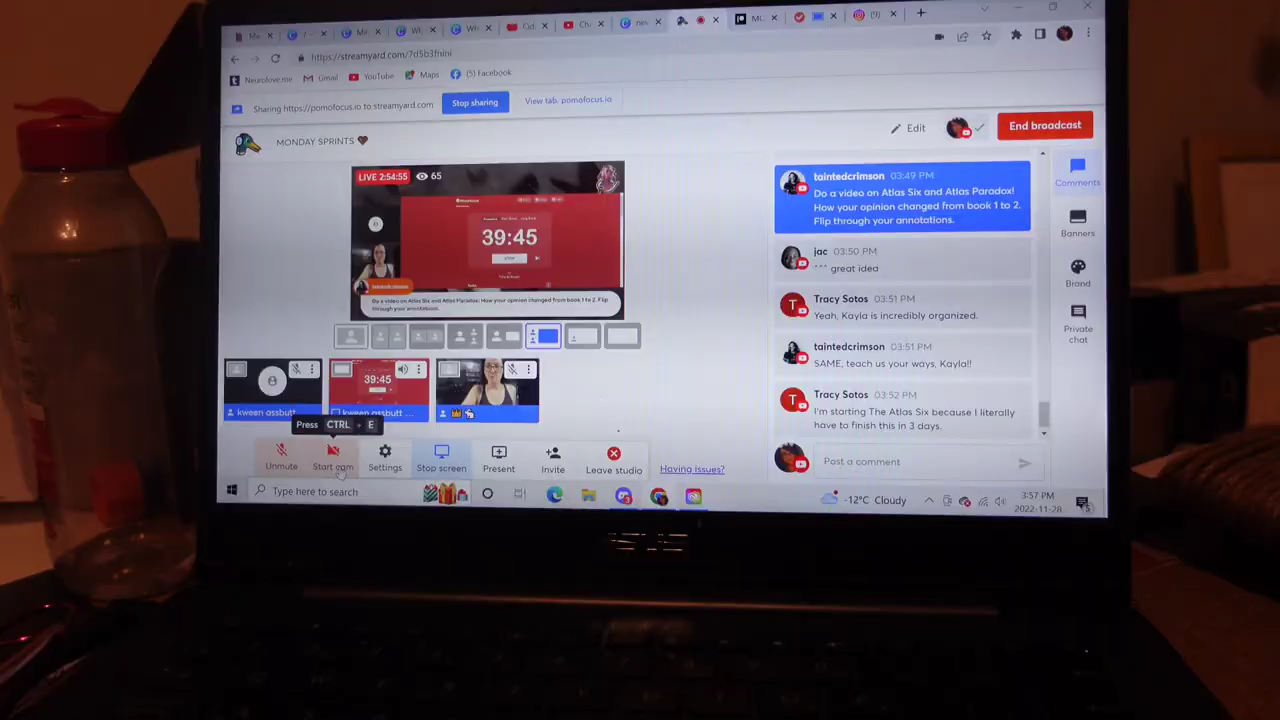 https://streamyard.com/7d5b3fnini
Neurolove.me
Gmail
YouTube
Maps
(5) Facebook
Sharing https://pomofocus.io to streamyard.com
Stop sharing
View tab: pomofocus.io
MONDAY SPRINTS
Edit
End broadcast
LIVE 2:54:55
65
39:45
STOP
taintedcrimson
Do a video on Atlas Six and Atlas Paradox! How your opinion changed from book 1 to 2. Flip
through your annotations.
39:45
kween assbutt
kween assbutt ...
Press CTRL + E
Unmute
Start cam
Settings
Stop screen
Present
Invite
Leave studio
Having issues?
taintedcrimson 03:49 PM
Do a video on Atlas Six and Atlas Paradox!
How your opinion changed from book 1 to 2.
Flip through your annotations.
jac 03:50 PM
^^^ great idea
Tracy Sotos 03:51 PM
Yeah, Kayla is incredibly organized.
taintedcrimson 03:51 PM
SAME, teach us your ways, Kayla!!
Tracy Sotos 03:52 PM
I'm starting The Atlas Six because I literally
have to finish this in 3 days.
Post a comment
Comments
Banners
Brand
Private
chat
Type here to search
-12°C Cloudy
3:57 PM
2022-11-28